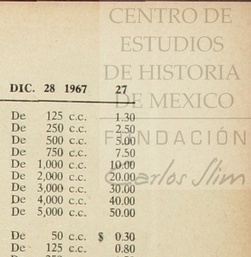 CENTRO DE
ESTUDIOS
DE HISTORIA
DE MEXICO
FUNDACIÓN
Carlos Slim
DIC. 28 1967 27
De 125 c.c. 1.30
De 250 c.c. 2.50
De 500 c.c. 5.00
De 750 c.c. 7.50
De 1,000 c.c. 10.00
De 2,000 c.c. 20.00
De 3,000 c.c. 30.00
De 4,000 c.c. 40.00
De 5,000 c.c. 50.00
De 50 c.c. $ 0.30
De 125 c.c. 0.80